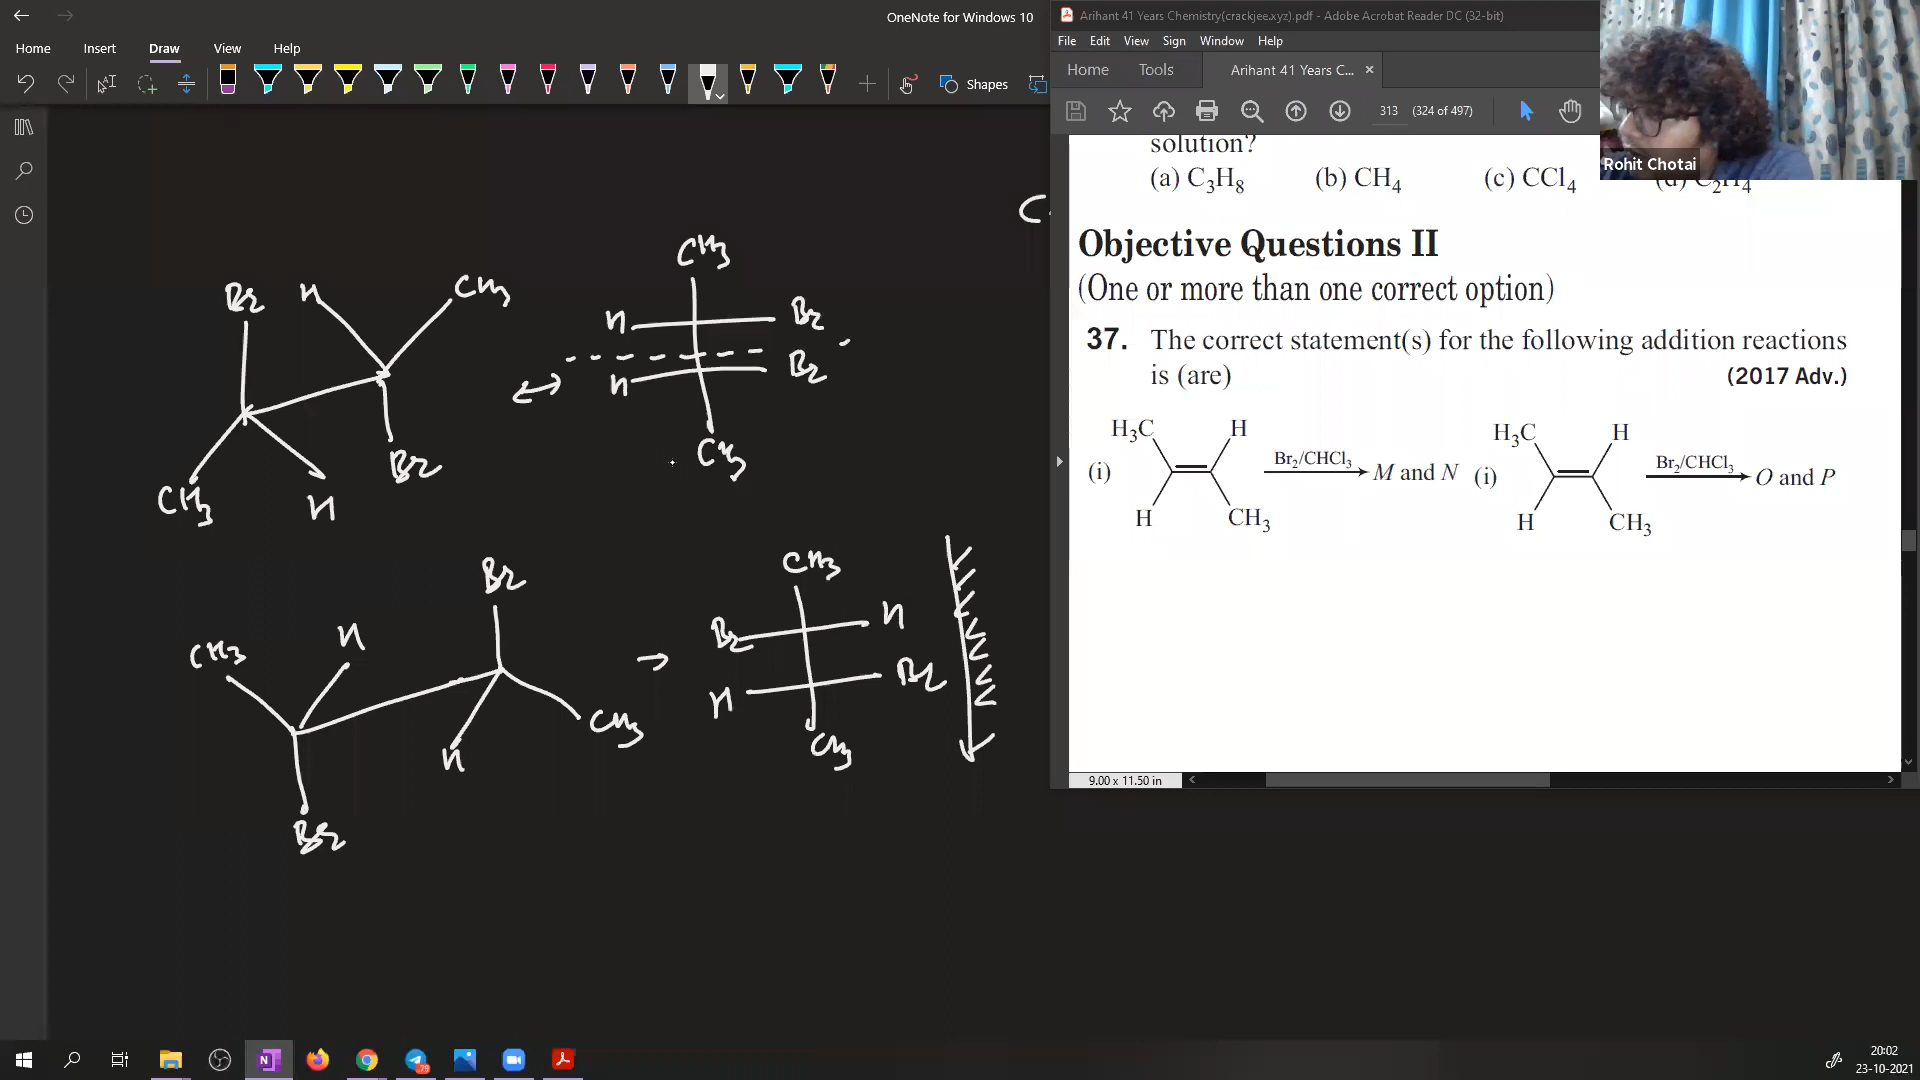 OneNote for Windows 10
Home Insert Draw View Help
Shapes
Arihant 41 Years Chemistry(crackjee.xyz).pdf - Adobe Acrobat Reader DC (32-bit)
File Edit View Sign Window Help
Home Tools Arihant 41 Years C...
313 (324 of 497)
Rohit Chotai
solution?
(a) C3H8 (b) CH4 (c) CCl4 (d) C2H4
Objective Questions II
(One or more than one correct option)
37. The correct statement(s) for the following addition reactions
is (are) (2017 Adv.)
H3C H H3C H
(i) Br2/CHCl3 M and N (i) Br2/CHCl3 O and P
H CH3 H CH3
9.00 x 11.50 in
CH3
Br H CH3 H Br
H Br
CH3 H Br CH3
Br CH3
CH3 H Br H
H Br
H CH3 CH3
Br
20:02
23-10-2021